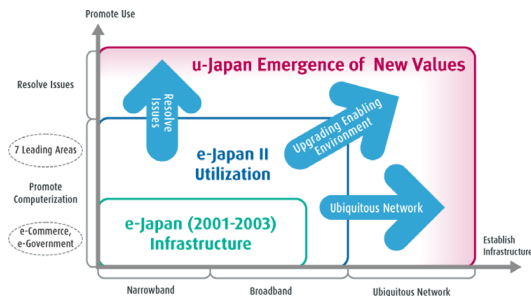 Promote Use
u-Japan Emergence of New Values
Resolve Issues
Resolve
Issues
Upgrading Enabling
Environment
7 Leading Areas
e-Japan II
Utilization
Promote
Computerization
Ubiquitous Network
e-Japan (2001-2003)
Infrastructure
e-Commerce,
e-Government
Establish
Infrastructure
Narrowband
Broadband
Ubiquitous Network